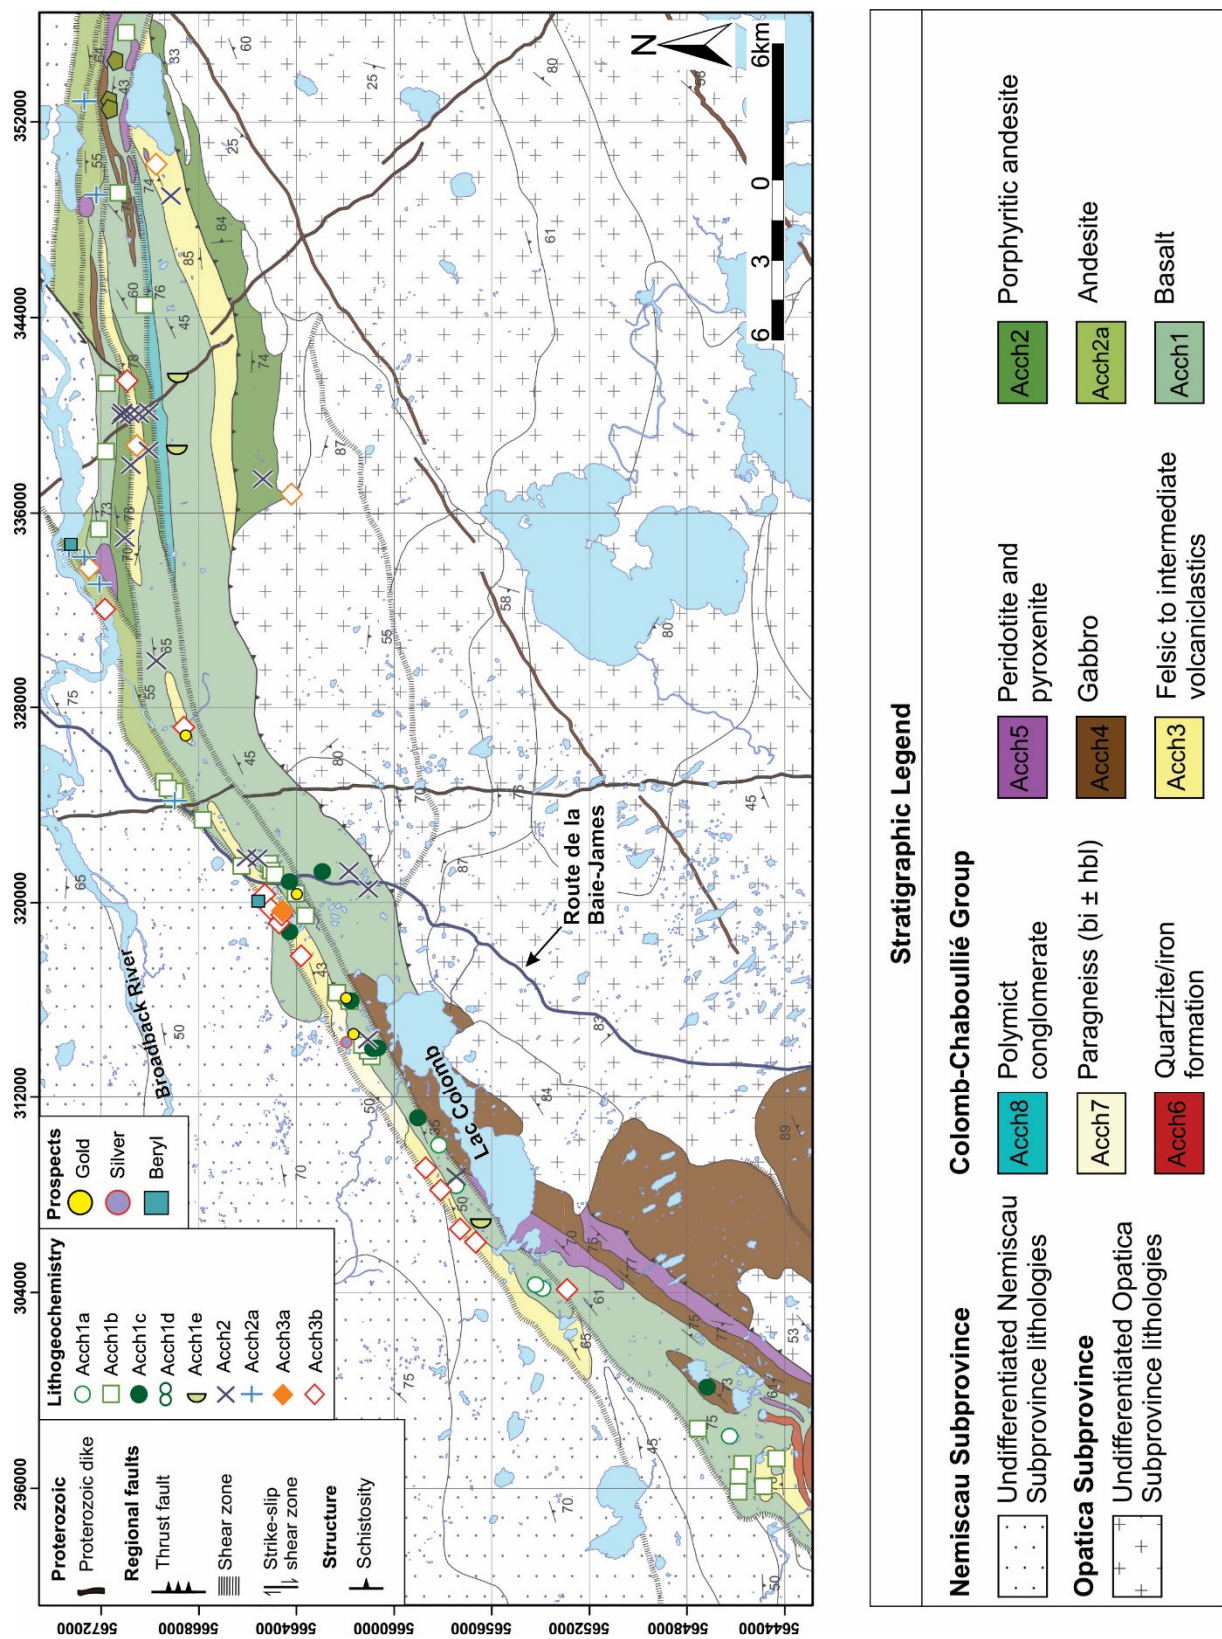 Proterozoic
Proterozoic dike
Regional faults
Thrust fault
Shear zone
Strike-slip
shear zone
Structure
Schistosity
Lithogeochemistry
Acch1a
Acch1b
Acch1c
Acch1d
Acch1e
Acch2
Acch2a
Acch3a
Acch3b
Prospects
Gold
Silver
Beryl
296000
304000
312000
320000
328000
336000
344000
352000
5672000
5668000
5664000
5660000
5656000
5652000
5648000
5644000
Broadback River
Lac Colomb
Route de la
Baie-James
N
6
3
0
6km
Stratigraphic Legend
Nemiscau Subprovince
Undifferentiated Nemiscau
Subprovince lithologies
Opatica Subprovince
Undifferentiated Opatica
Subprovince lithologies
Colomb-Chaboullié Group
Acch8 Polymict
conglomerate
Acch7 Paragneiss (bi ± hbl)
Acch6 Quartzite/iron
formation
Acch5 Peridotite and
pyroxenite
Acch4 Gabbro
Acch3 Felsic to intermediate
volcaniclastics
Acch2 Porphyritic andesite
Acch2a Andesite
Acch1 Basalt